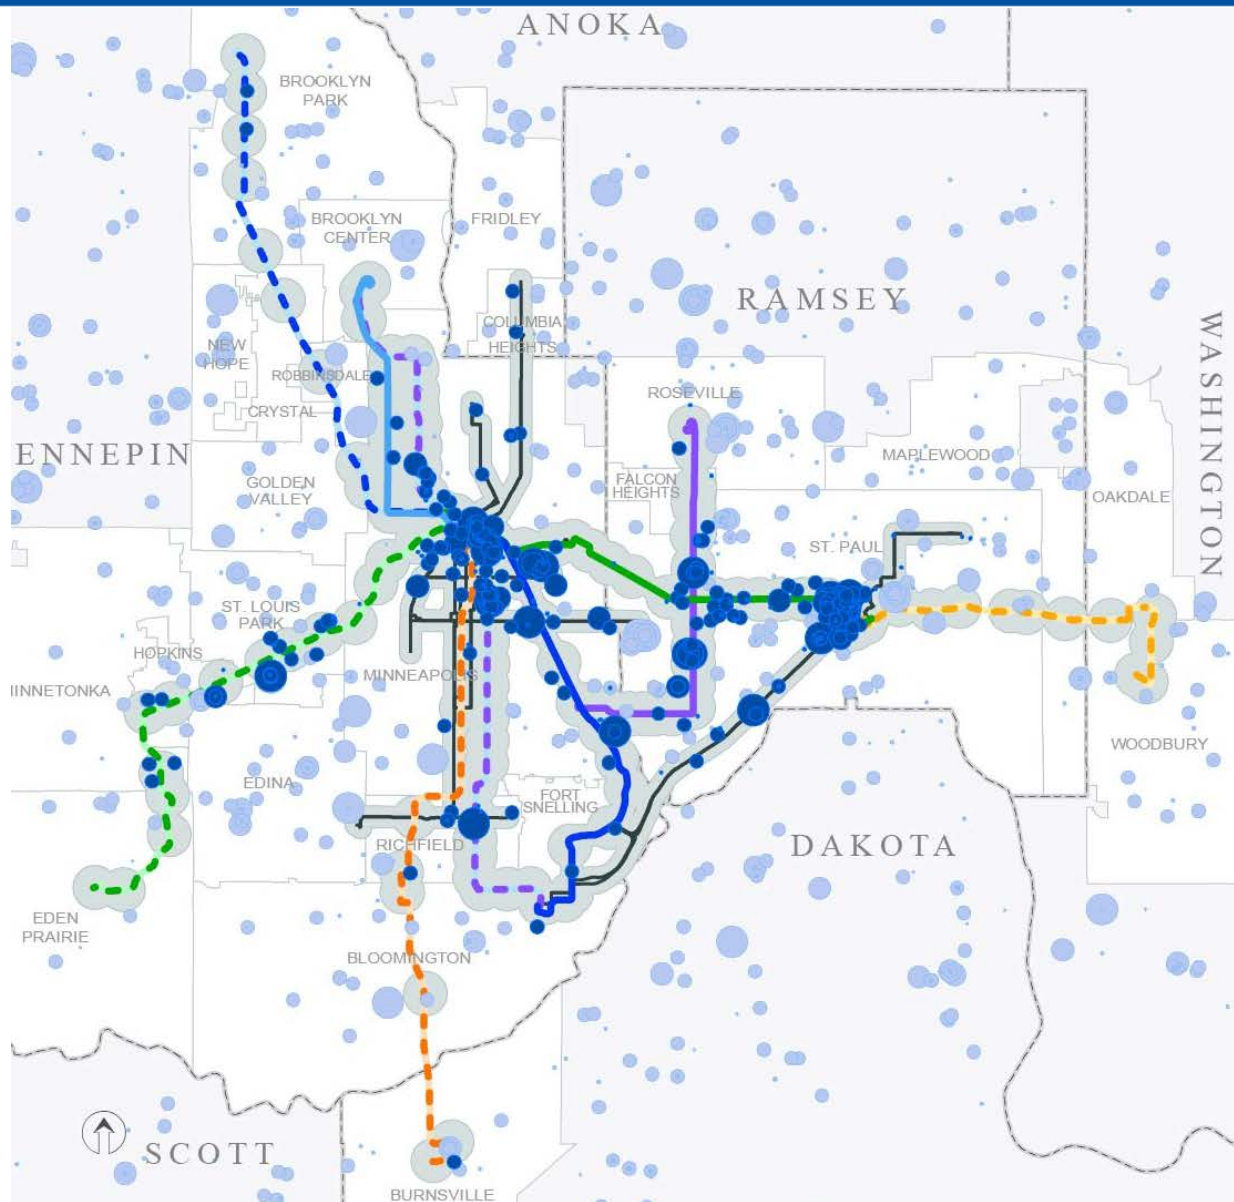 ANOKA
BROOKLYN
PARK
BROOKLYN
CENTER
FRIDLEY
RAMSEY
WASHINGTON
COLUMBIA
HEIGHTS
NEW
HOPE
ROBBINSDALE
CRYSTAL
ROSEVILLE
ENNEPIN
MAPLEWOOD
GOLDEN
VALLEY
FALCON
HEIGHTS
OAKDALE
ST. PAUL
ST. LOUIS
PARK
HOPKINS
INNETONKA
MINNEAPOLIS
WOODBURY
EDINA
FORT
SNELLING
RICHFIELD
DAKOTA
EDEN
PRAIRIE
BLOOMINGTON
SCOTT
BURNSVILLE